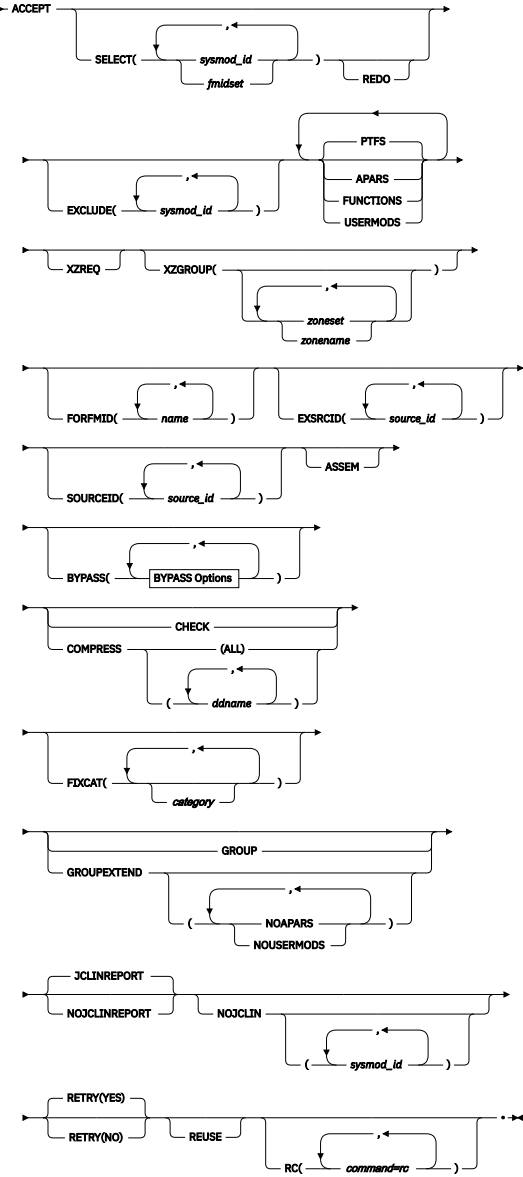 ACCEPT
,
SELECT( sysmod_id )
fmidset
REDO
PTFS
,
APARS
EXCLUDE( sysmod_id )
FUNCTIONS
USERMODS
XZREQ XZGROUP( )
,
zoneset
zonename
, ,
FORFMID( name ) EXSRCID( source_id )
,
ASSEM
SOURCEID( source_id )
,
BYPASS( BYPASS Options )
CHECK
COMPRESS (ALL)
,
( ddname )
,
FIXCAT( )
category
GROUP
GROUPEXTEND
,
( NOAPARS )
NOUSERMODS
JCLINREPORT
NOJCLINREPORT NOJCLIN
,
( sysmod_id )
RETRY(YES)
RETRY(NO) REUSE
,
RC( command=rc )